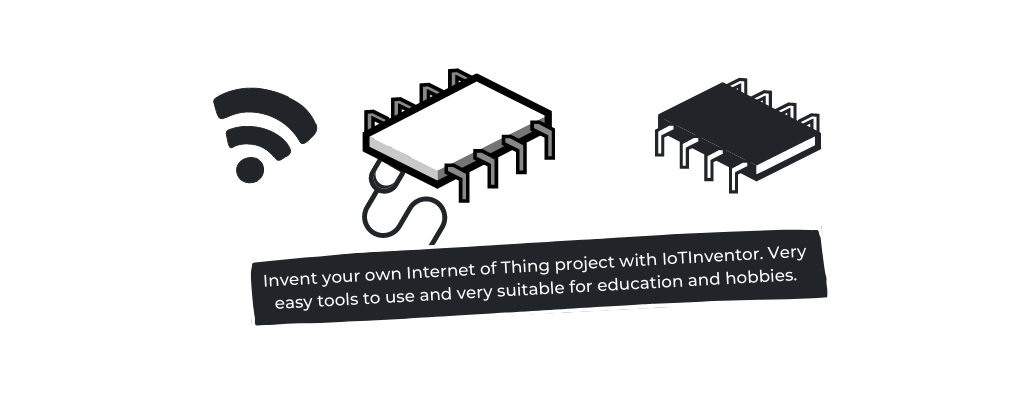 Invent your own Internet of Thing project with IoTInventor. Very
easy tools to use and very suitable for education and hobbies.